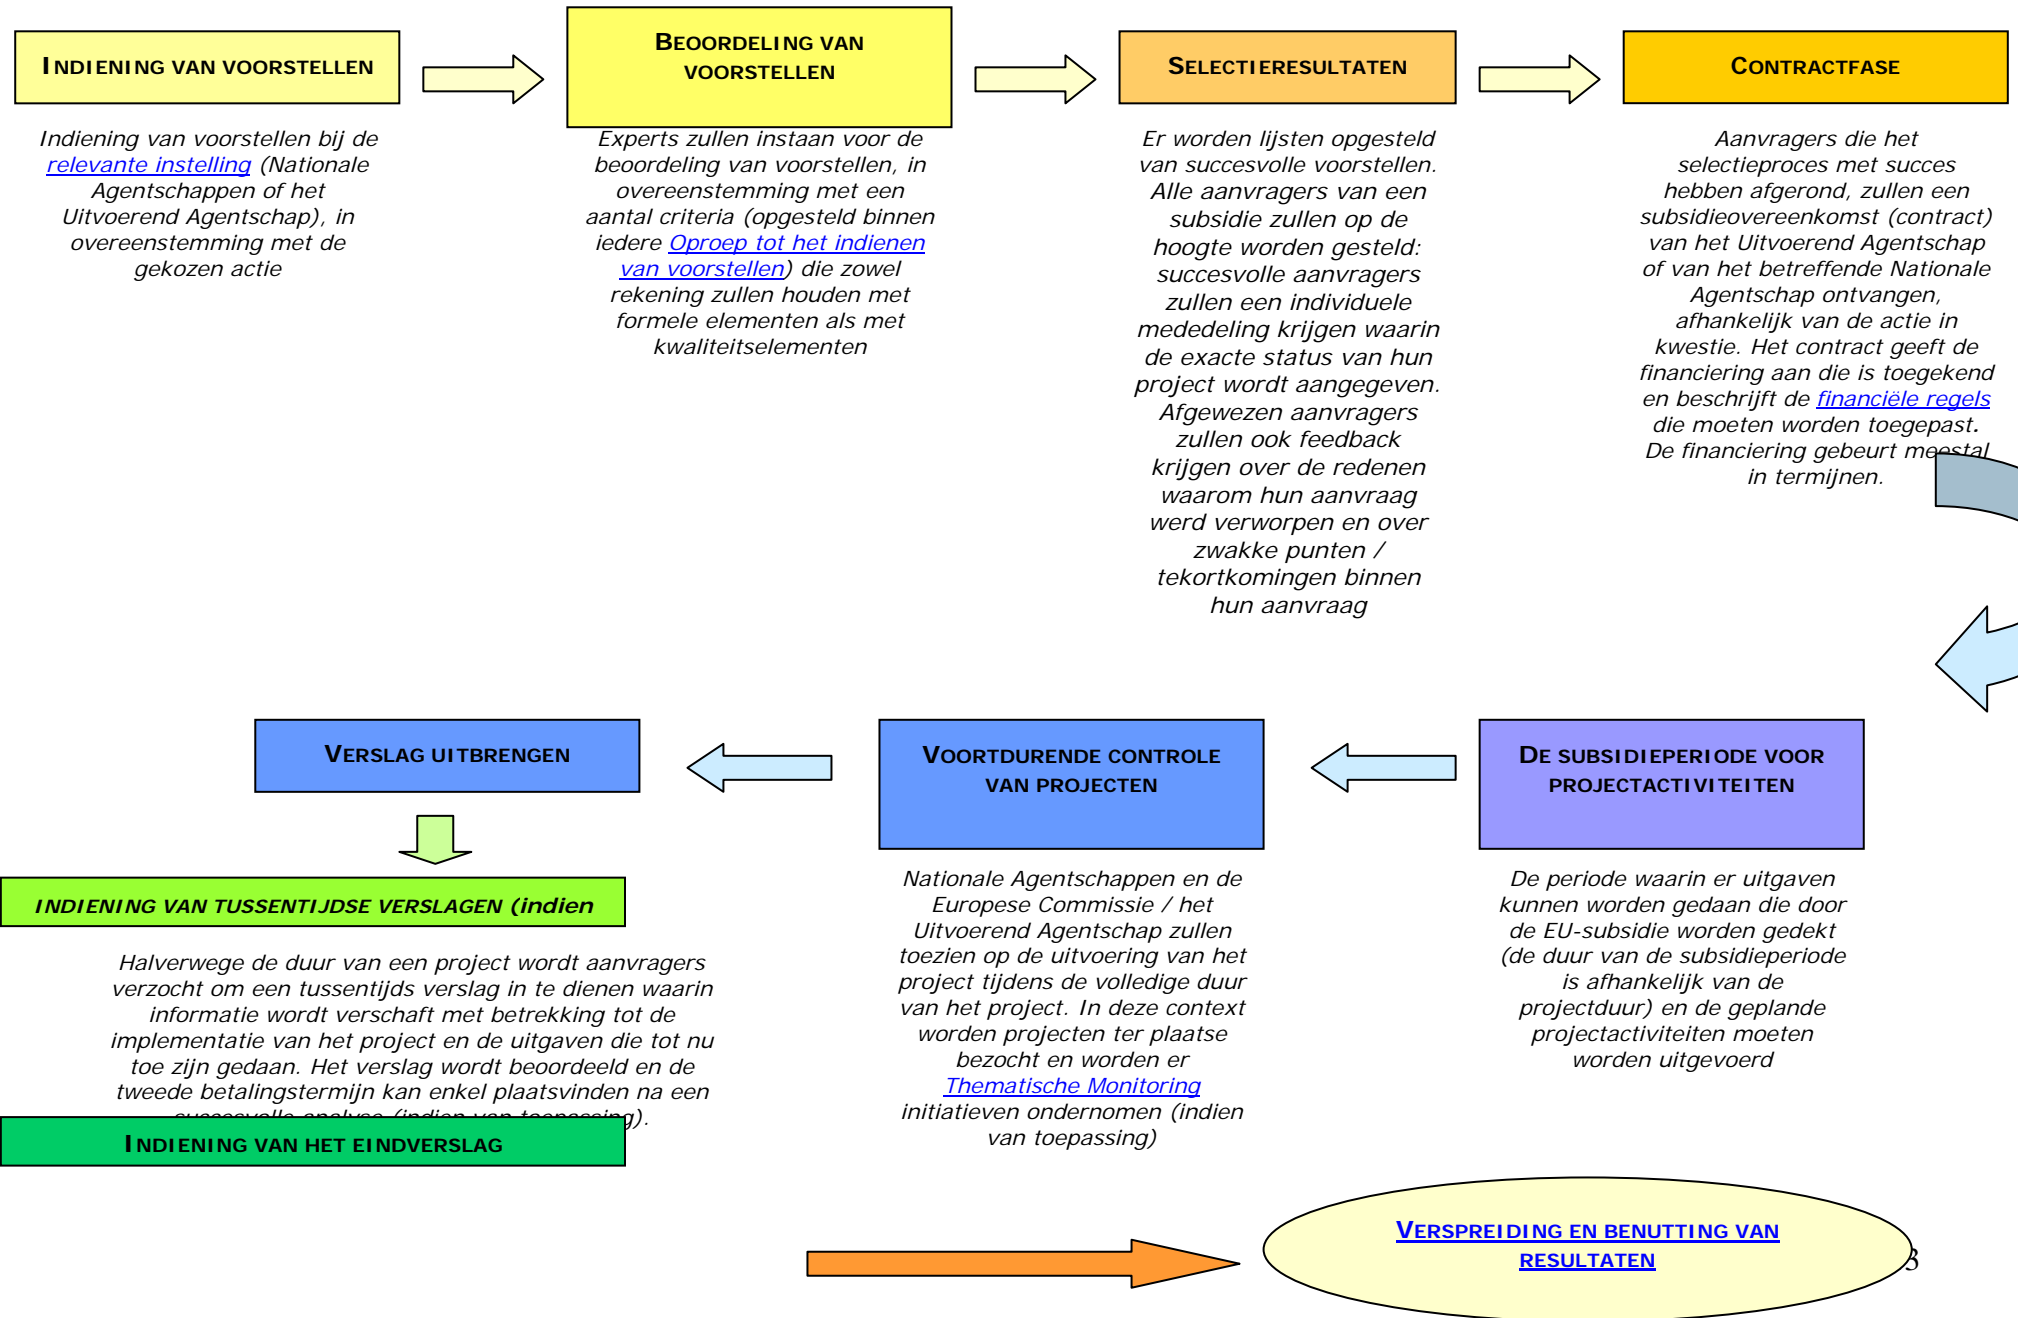 INDIENING VAN VOORSTELLEN
Indiening van voorstellen bij de
relevante instelling (Nationale
Agentschappen of het
Uitvoerend Agentschap), in
overeenstemming met de
gekozen actie
BEOORDELING VAN
VOORSTELLEN
Experts zullen instaan voor de
beoordeling van voorstellen, in
overeenstemming met een
aantal criteria (opgesteld binnen
iedere Oproep tot het indienen
van voorstellen) die zowel
rekening zullen houden met
formele elementen als met
kwaliteitselementen
SELECTIERESULTATEN
Er worden lijsten opgesteld
van succesvolle voorstellen.
Alle aanvragers van een
subsidie zullen op de
hoogte worden gesteld:
succesvolle aanvragers
zullen een individuele
mededeling krijgen waarin
de exacte status van hun
project wordt aangegeven.
Afgewezen aanvragers
zullen ook feedback
krijgen over de redenen
waarom hun aanvraag
werd verworpen en over
zwakke punten /
tekortkomingen binnen
hun aanvraag
CONTRACTFASE
Aanvragers die het
selectieproces met succes
hebben afgerond, zullen een
subsidieovereenkomst (contract)
van het Uitvoerend Agentschap
of van het betreffende Nationale
Agentschap ontvangen,
afhankelijk van de actie in
kwestie. Het contract geeft de
financiering aan die is toegekend
en beschrijft de financiële regels
die moeten worden toegepast.
De financiering gebeurt meestal
in termijnen.
DE SUBSIDIEPERIODE VOOR
PROJECTACTIVITEITEN
De periode waarin er uitgaven
kunnen worden gedaan die door
de EU-subsidie worden gedekt
(de duur van de subsidieperiode
is afhankelijk van de
projectduur) en de geplande
projectactiviteiten moeten
worden uitgevoerd
VOORTDURENDE CONTROLE
VAN PROJECTEN
Nationale Agentschappen en de
Europese Commissie / het
Uitvoerend Agentschap zullen
toezien op de uitvoering van het
project tijdens de volledige duur
van het project. In deze context
worden projecten ter plaatse
bezocht en worden er
Thematische Monitoring
initiatieven ondernomen (indien
van toepassing)
VERSLAG UITBRENGEN
INDIENING VAN TUSSENTIJDSE VERSLAGEN (indien
Halverwege de duur van een project wordt aanvragers
verzocht om een tussentijds verslag in te dienen waarin
informatie wordt verschaft met betrekking tot de
implementatie van het project en de uitgaven die tot nu
toe zijn gedaan. Het verslag wordt beoordeeld en de
tweede betalingstermijn kan enkel plaatsvinden na een
succesvolle analyse (indien van toepassing).
INDIENING VAN HET EINDVERSLAG
VERSPREIDING EN BENUTTING VAN
RESULTATEN
3